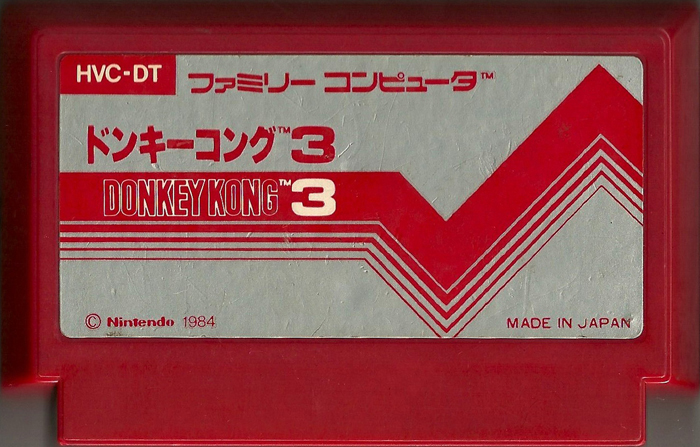 HVC-DT
ファミリー コンピュータ™
ドンキーコング™3
DONKEY KONG™3
© Nintendo 1984
MADE IN JAPAN